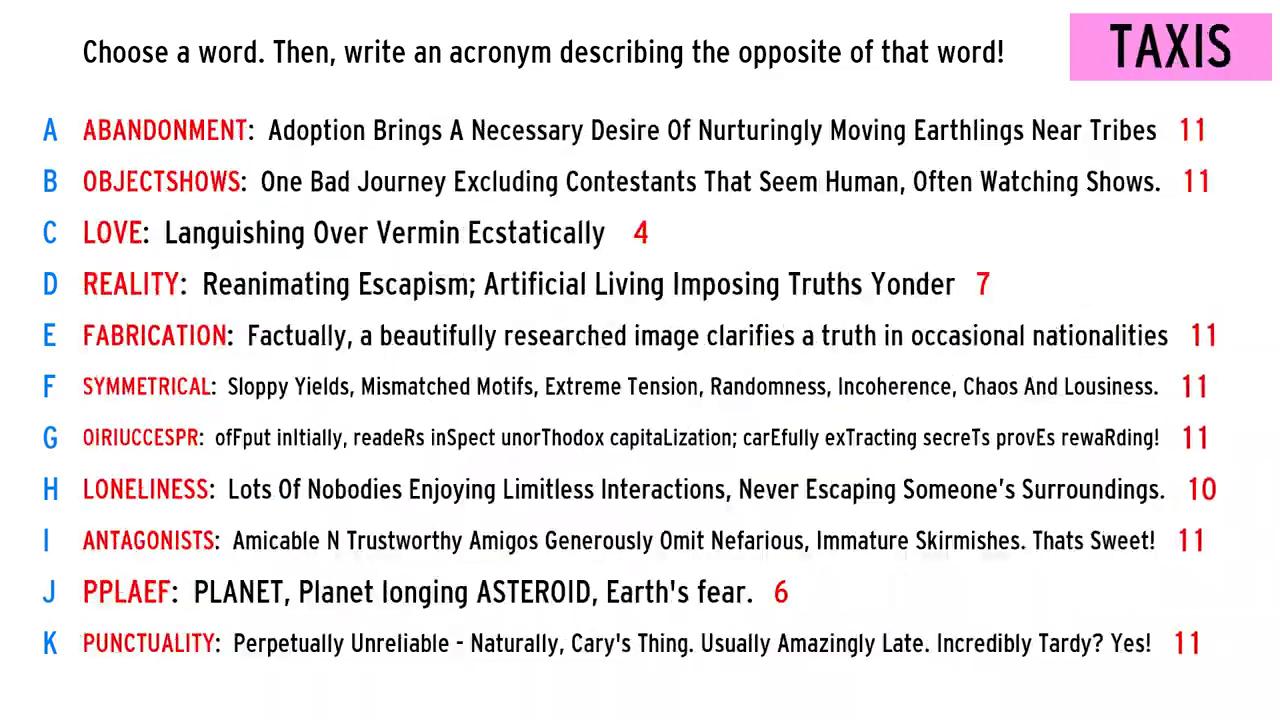 Choose a word. Then, write an acronym describing the opposite of that word!
TAXIS
A ABANDONMENT: Adoption Brings A Necessary Desire Of Nurturingly Moving Earthlings Near Tribes 11
B OBJECTSHOWS: One Bad Journey Excluding Contestants That Seem Human, Often Watching Shows. 11
C LOVE: Languishing Over Vermin Ecstatically 4
D REALITY: Reanimating Escapism; Artificial Living Imposing Truths Yonder 7
E FABRICATION: Factually, a beautifully researched image clarifies a truth in occasional nationalities 11
F SYMMETRICAL: Sloppy Yields, Mismatched Motifs, Extreme Tension, Randomness, Incoherence, Chaos And Lousiness. 11
G OIRIUCCESPR: ofFput inItially, readeRs inSpect unorThodox capitaLization; carEfully exTracting secreTs provEs rewaRding! 11
H LONELINESS: Lots Of Nobodies Enjoying Limitless Interactions, Never Escaping Someone's Surroundings. 10
I ANTAGONISTS: Amicable N Trustworthy Amigos Generously Omit Nefarious, Immature Skirmishes. Thats Sweet! 11
J PPLAEF: PLANET, Planet longing ASTEROID, Earth's fear. 6
K PUNCTUALITY: Perpetually Unreliable - Naturally, Cary's Thing. Usually Amazingly Late. Incredibly Tardy? Yes! 11